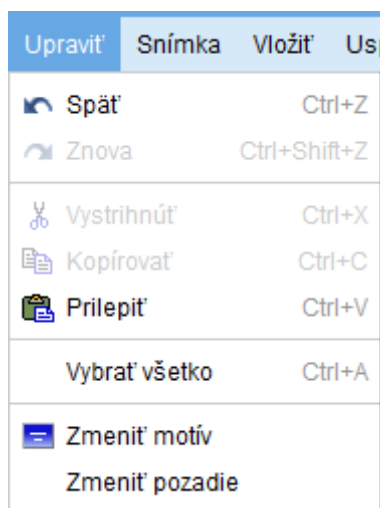 Upraviť Snímka Vložiť Us
Späť Ctrl+Z
Znova Ctrl+Shift+Z
Vystrihnúť Ctrl+X
Kopírovať Ctrl+C
Prilepiť Ctrl+V
Vybrať všetko Ctrl+A
Zmeniť motív
Zmeniť pozadie